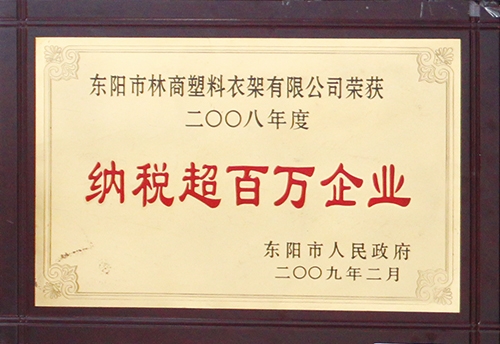 东阳市林商塑料衣架有限公司荣获
二〇〇八年度
纳税超百万企业
东阳市人民政府
二〇〇九年二月